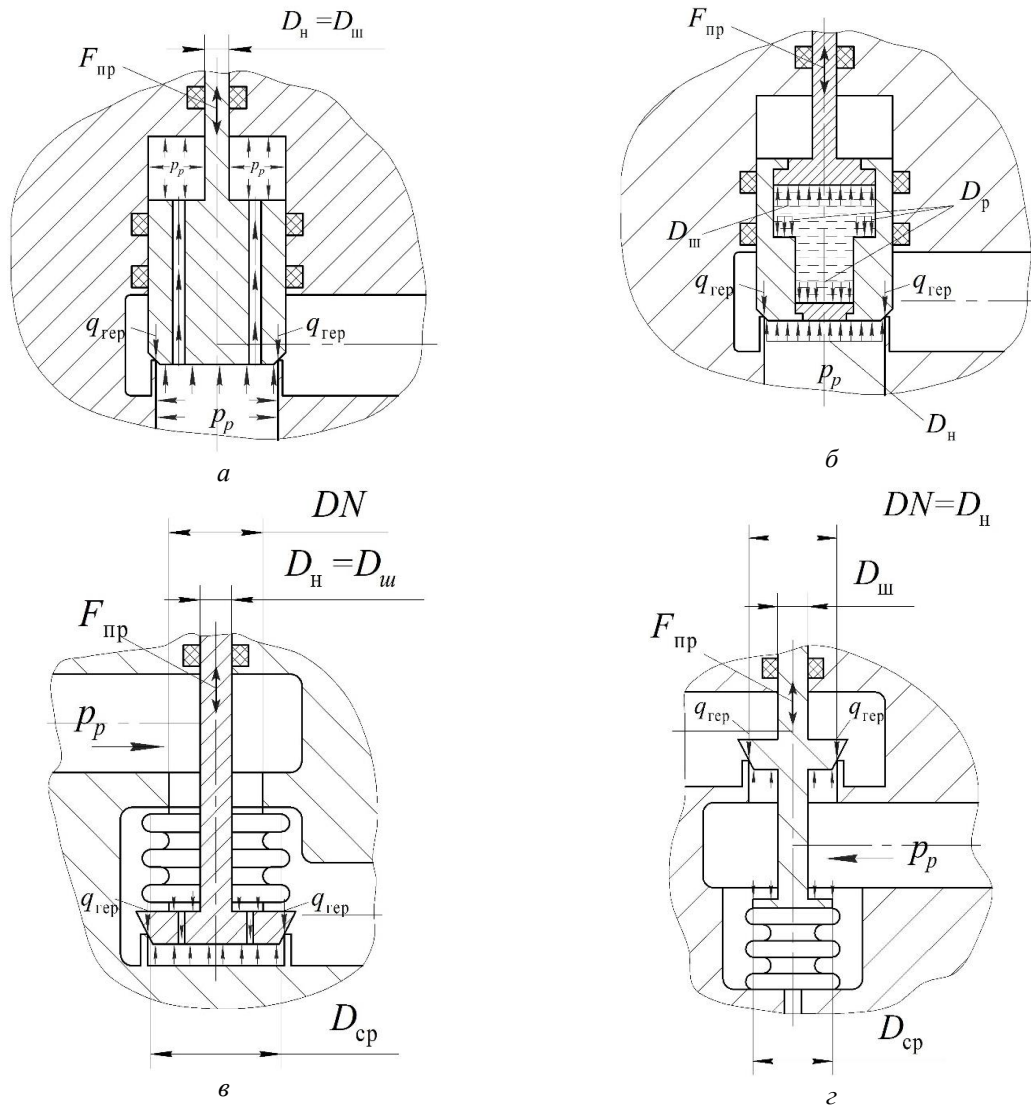 D_н = D_ш
F_пр
p_p p_p
q_гер q_гер
p_p
а
F_пр
D_ш D_p
q_гер q_гер
p_p
D_н
б
DN
D_н = D_ш
F_пр
p_p
q_гер q_гер
D_ср
в
DN=D_н
D_ш
F_пр
q_гер q_гер
p_p
D_ср
г